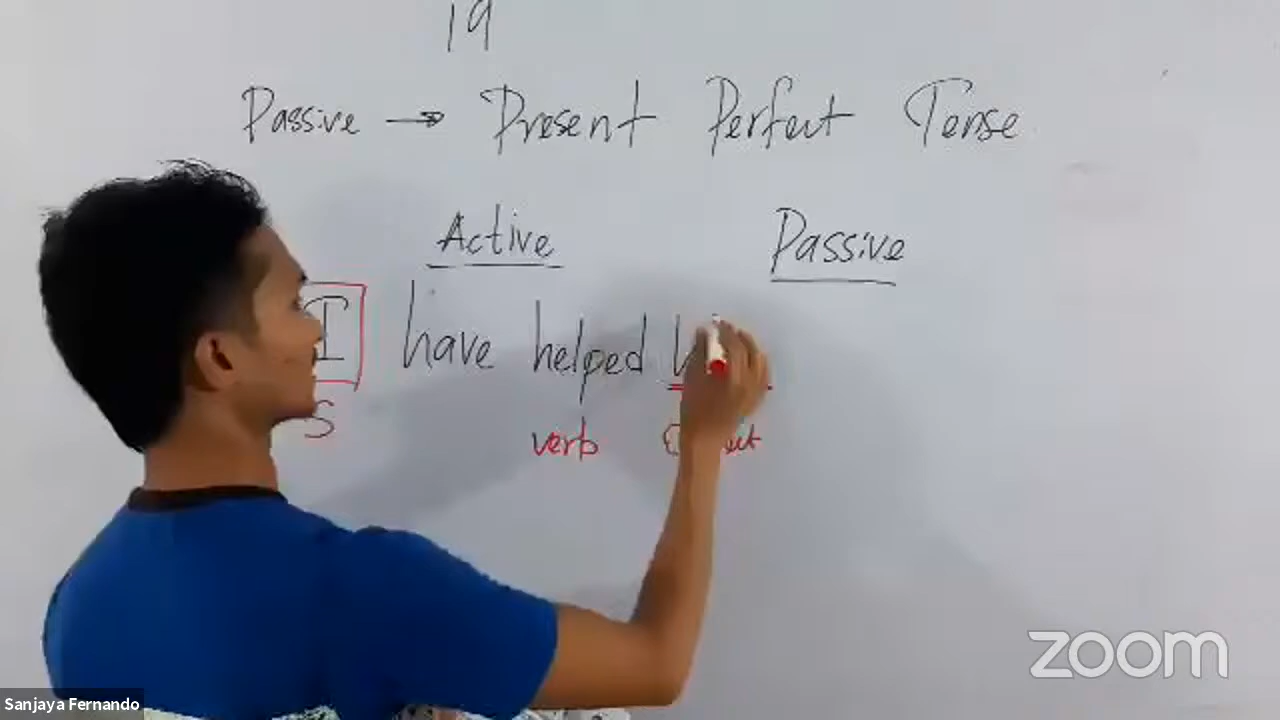 19
Passive → Present Perfect Tense
Active Passive
I have helped
S verb
zoom
Sanjaya Fernando